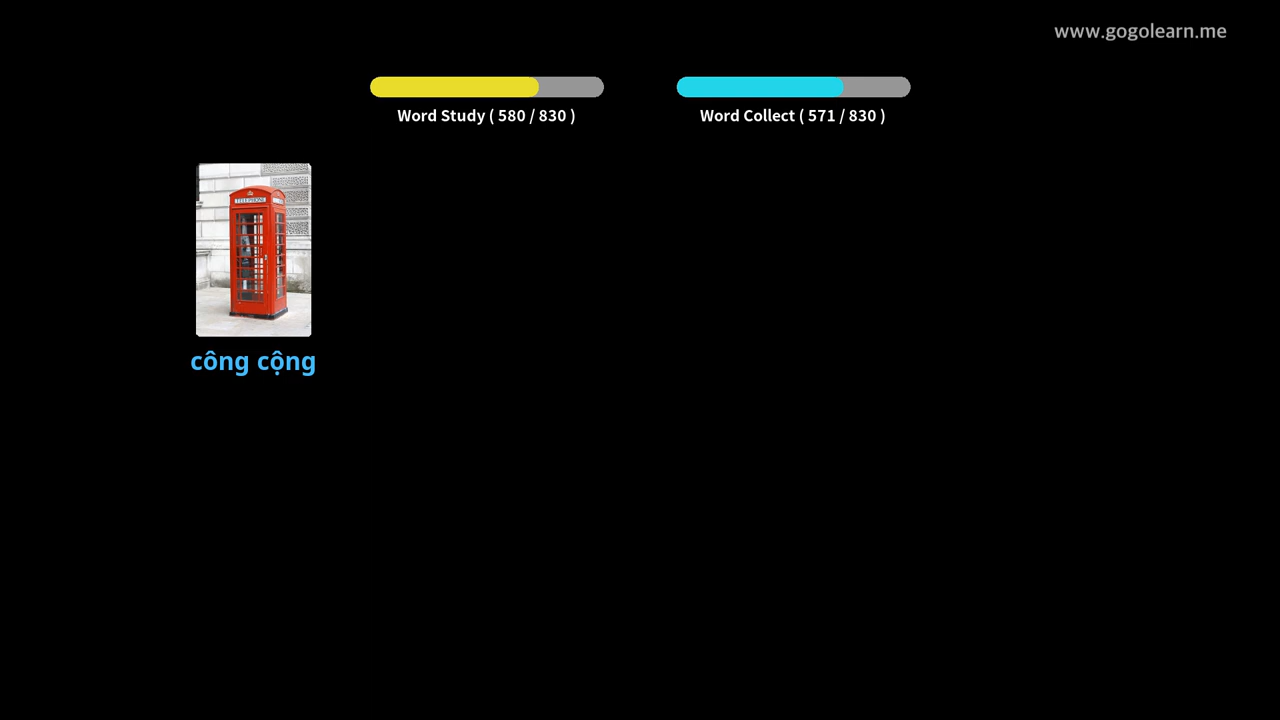 www.gogolearn.me
Word Study ( 580 / 830 )
Word Collect ( 571 / 830 )
TELEPHONE
công cộng